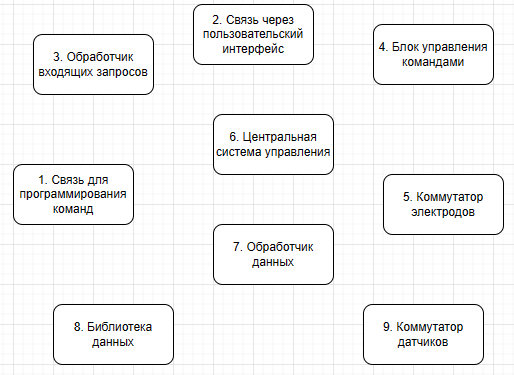 2. Связь через
пользовательский
интерфейс
3. Обработчик
входящих запросов
4. Блок управления
командами
6. Центральная
система управления
1. Связь для
программирования
команд
5. Коммутатор
электродов
7. Обработчик
данных
8. Библиотека
данных
9. Коммутатор
датчиков